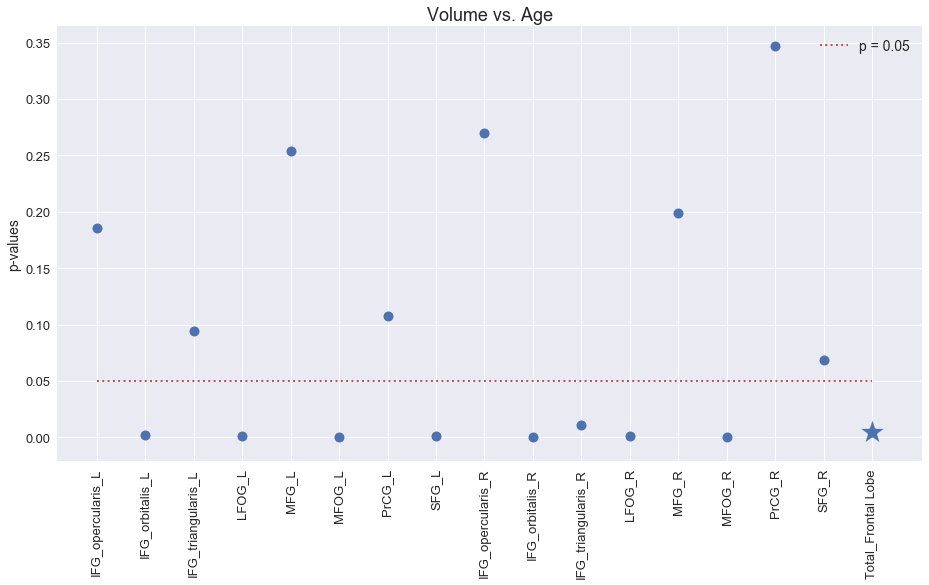 Volume vs. Age
p = 0.05
p-values
0.35
0.30
0.25
0.20
0.15
0.10
0.05
0.00
IFG_opercularis_L
IFG_orbitalis_L
IFG_triangularis_L
LFOG_L
MFG_L
MFOG_L
PrCG_L
SFG_L
IFG_opercularis_R
IFG_orbitalis_R
IFG_triangularis_R
LFOG_R
MFG_R
MFOG_R
PrCG_R
SFG_R
Total_Frontal Lobe